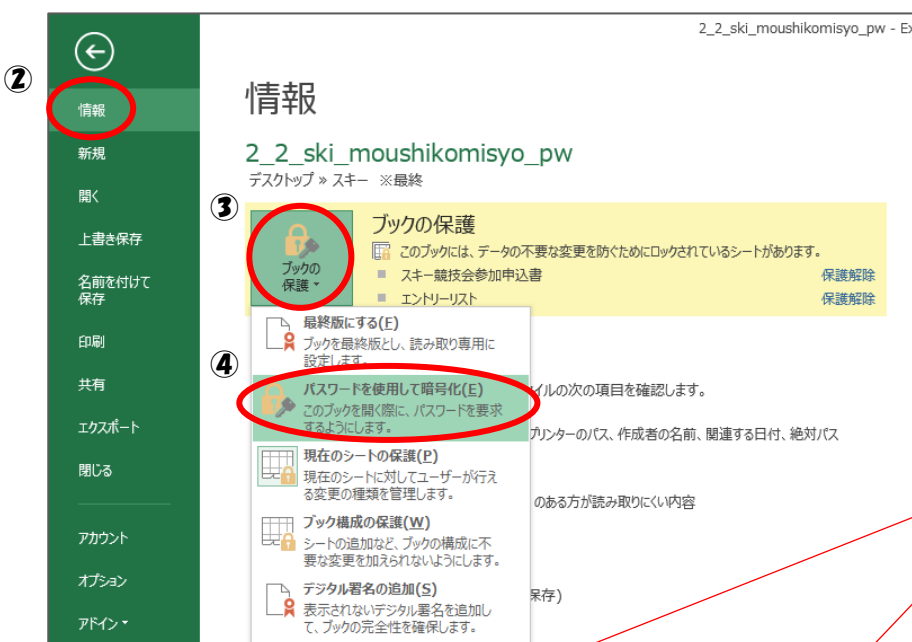 2_2_ski_moushikomisyo_pw - Ex
②
情報
新規
開く
上書き保存
名前を付けて
保存
印刷
共有
エクスポート
閉じる
アカウント
オプション
アドイン
情報
2_2_ski_moushikomisyo_pw
デスクトップ » スキー ※最終
③
ブックの
保護
ブックの保護
このブックには、データの不要な変更を防ぐためにロックされているシートがあります。
スキー競技会参加申込書 保護解除
エントリーリスト 保護解除
最終版にする(F)
ブックを最終版とし、読み取り専用に
設定します。
④
パスワードを使用して暗号化(E)
このブックを開く際に、パスワードを要求
するようにします。
現在のシートの保護(P)
現在のシートに対してユーザーが行え
る変更の種類を管理します。
ブック構成の保護(W)
シートの追加など、ブックの構成に不
要な変更を加えられないようにします。
デジタル署名の追加(S)
表示されないデジタル署名を追加し
て、ブックの完全性を確保します。
イルの次の項目を確認します。
プリンターのパス、作成者の名前、関連する日付、絶対パス
のある方が読み取りにくい内容
保存)